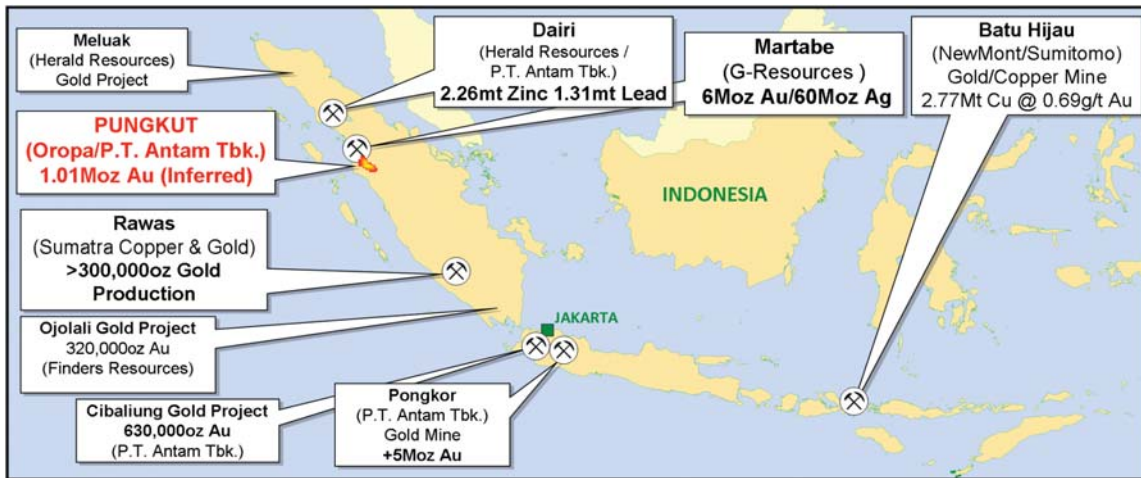 Meluak
(Herald Resources)
Gold Project
Dairi
(Herald Resources /
P.T. Antam Tbk.)
2.26mt Zinc 1.31mt Lead
Martabe
(G-Resources )
6Moz Au/60Moz Ag
Batu Hijau
(NewMont/Sumitomo)
Gold/Copper Mine
2.77Mt Cu @ 0.69g/t Au
PUNGKUT
(Oropa/P.T. Antam Tbk.)
1.01Moz Au (Inferred)
INDONESIA
Rawas
(Sumatra Copper & Gold)
>300,000oz Gold
Production
Ojolali Gold Project
320,000oz Au
(Finders Resources)
JAKARTA
Cibaliung Gold Project
630,000oz Au
(P.T. Antam Tbk.)
Pongkor
(P.T. Antam Tbk.)
Gold Mine
+5Moz Au